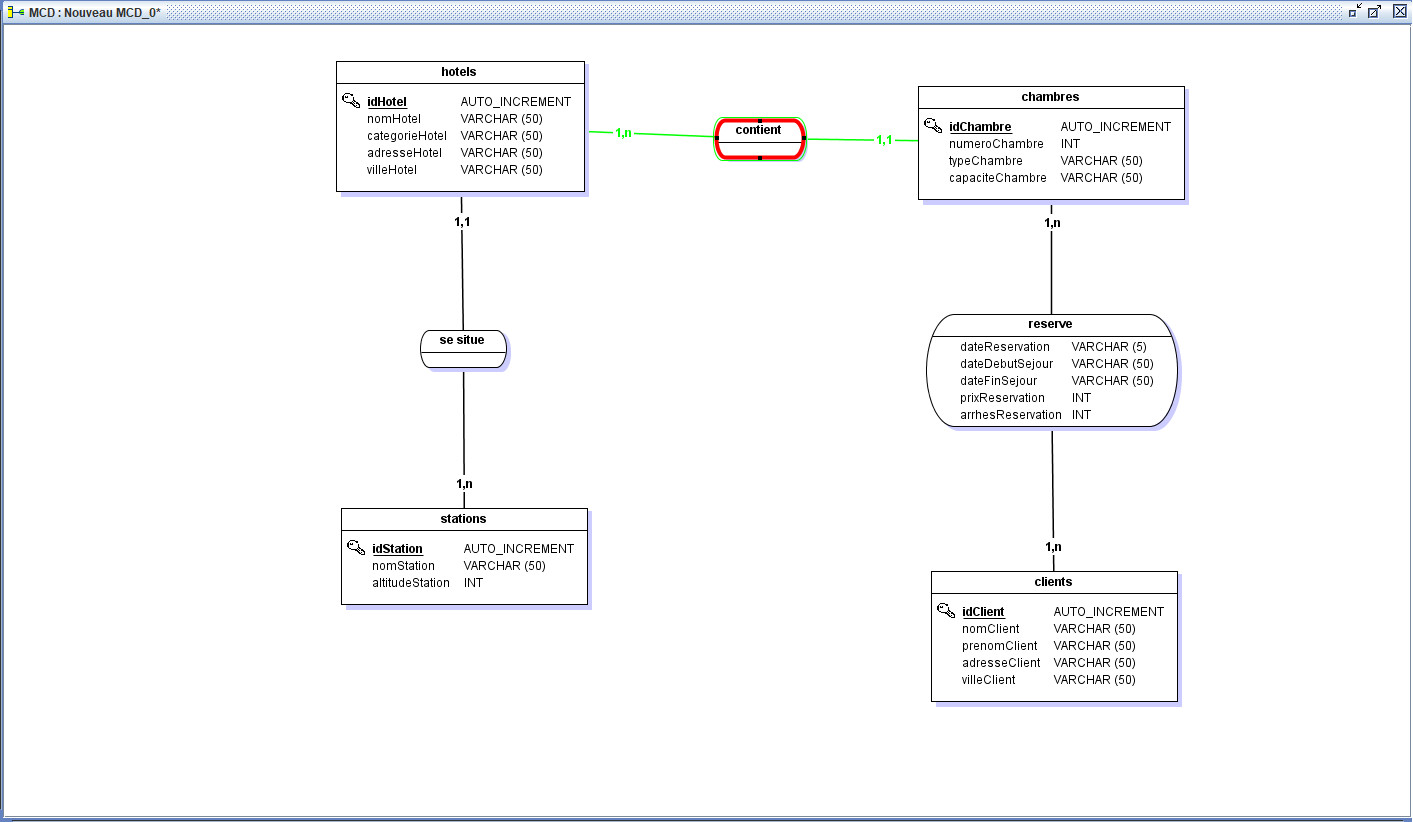 MCD : Nouveau MCD_0*
hotels
idHotel AUTO_INCREMENT
nomHotel VARCHAR (50)
categorieHotel VARCHAR (50)
adresseHotel VARCHAR (50)
villeHotel VARCHAR (50)
1,n
contient
1,1
chambres
idChambre AUTO_INCREMENT
numeroChambre INT
typeChambre VARCHAR (50)
capaciteChambre VARCHAR (50)
1,1
se situe
1,n
stations
idStation AUTO_INCREMENT
nomStation VARCHAR (50)
altitudeStation INT
1,n
reserve
dateReservation VARCHAR (5)
dateDebutSejour VARCHAR (50)
dateFinSejour VARCHAR (50)
prixReservation INT
arrhesReservation INT
1,n
clients
idClient AUTO_INCREMENT
nomClient VARCHAR (50)
prenomClient VARCHAR (50)
adresseClient VARCHAR (50)
villeClient VARCHAR (50)